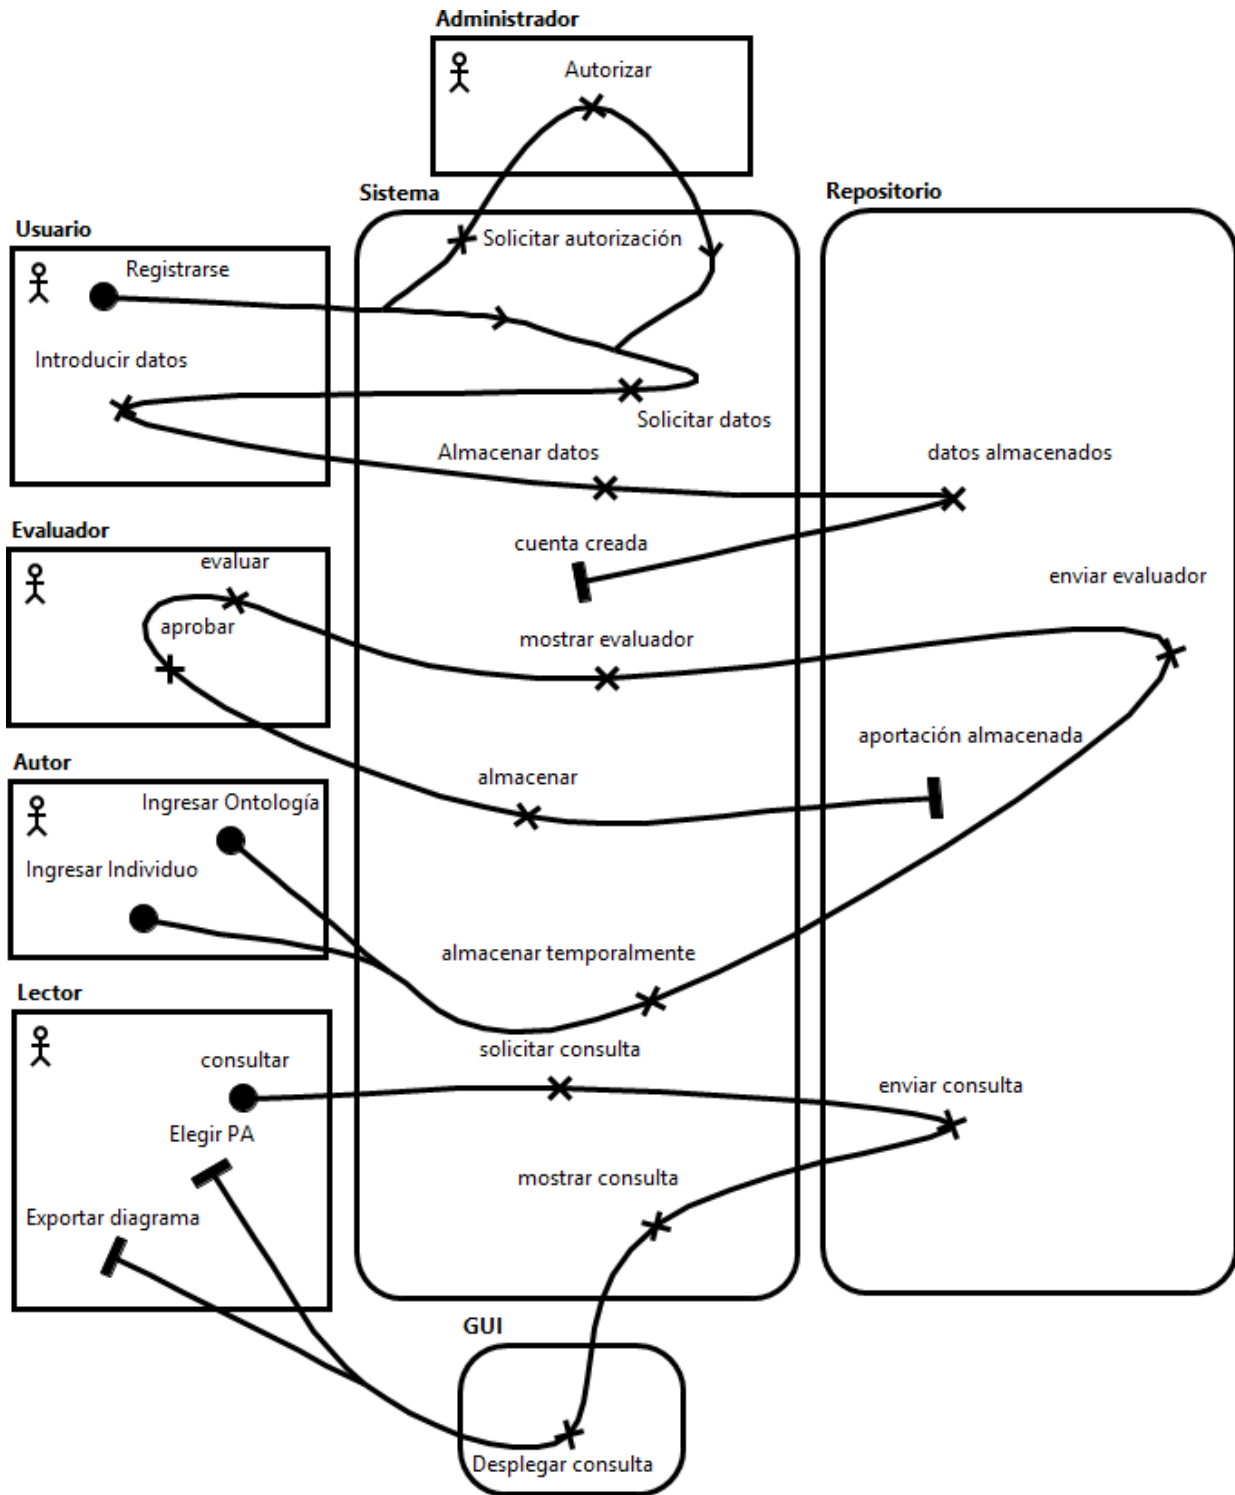 Administrador
Autorizar
Sistema
Repositorio
Usuario
Solicitar autorización
Registrarse
Introducir datos
Solicitar datos
Almacenar datos
datos almacenados
Evaluador
cuenta creada
evaluar
enviar evaluador
aprobar
mostrar evaluador
aportación almacenada
Autor
almacenar
Ingresar Ontología
Ingresar Individuo
almacenar temporalmente
Lector
solicitar consulta
consultar
enviar consulta
Elegir PA
mostrar consulta
Exportar diagrama
GUI
Desplegar consulta